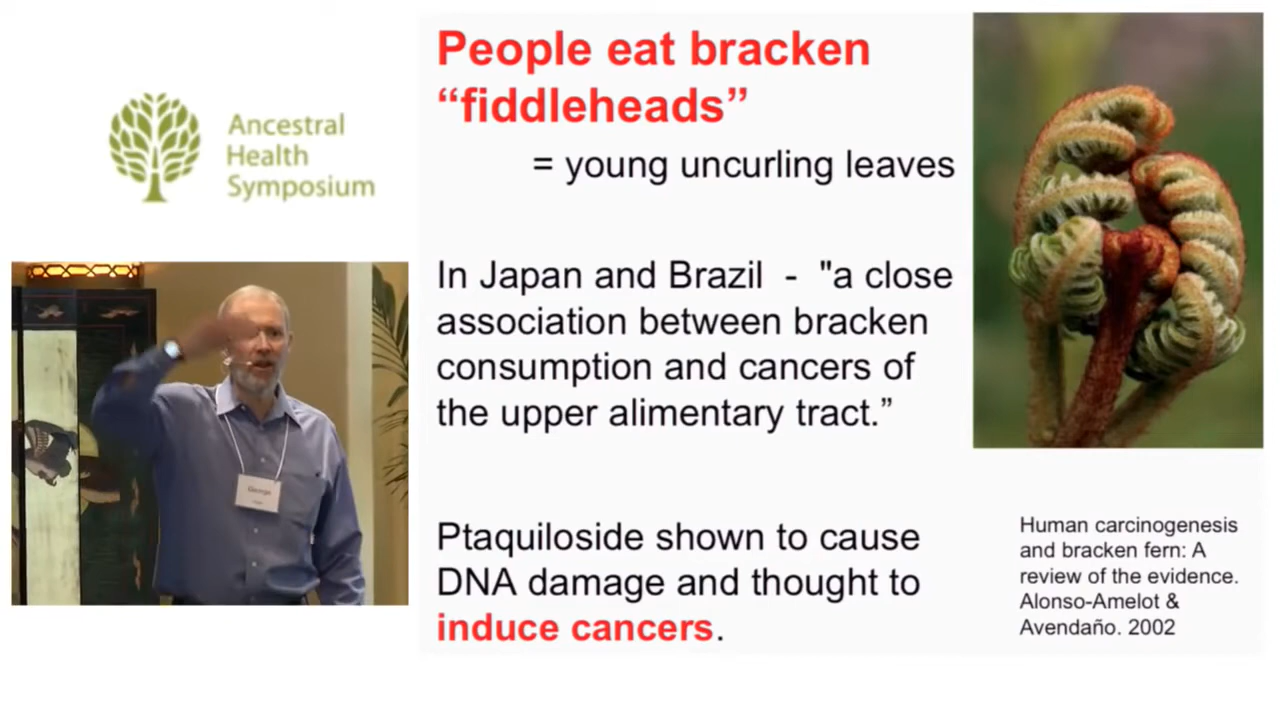 Ancestral
Health
Symposium
George
People eat bracken
“fiddleheads”
= young uncurling leaves
In Japan and Brazil - "a close
association between bracken
consumption and cancers of
the upper alimentary tract.”
Ptaquiloside shown to cause
DNA damage and thought to
induce cancers.
Human carcinogenesis
and bracken fern: A
review of the evidence.
Alonso-Amelot &
Avendaño. 2002